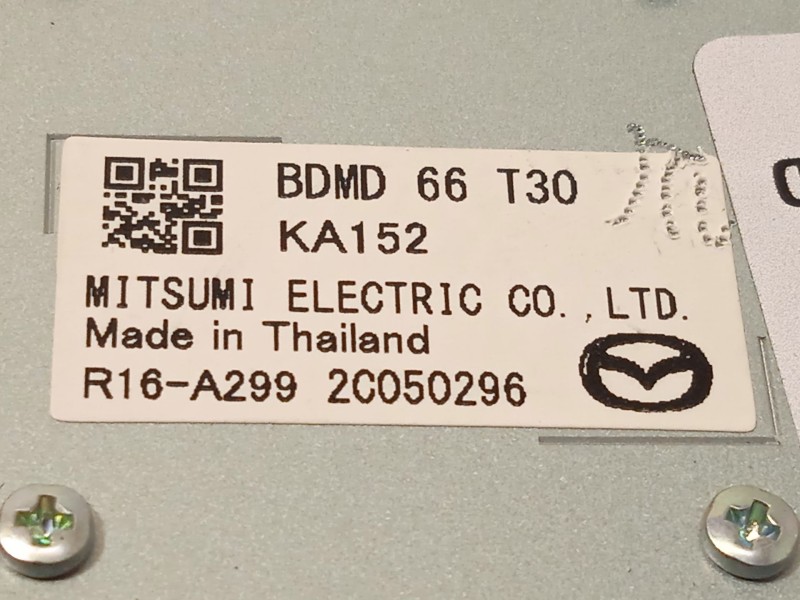 BDMD 66 T30
KA152
MITSUMI ELECTRIC CO.,LTD.
Made in Thailand
R16-A299 2C050296